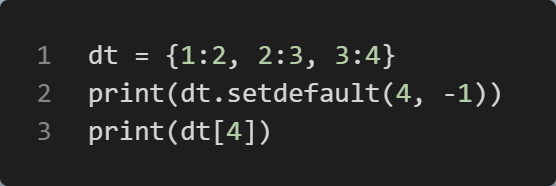 1 dt = {1:2, 2:3, 3:4}
2 print(dt.setdefault(4, -1))
3 print(dt[4])